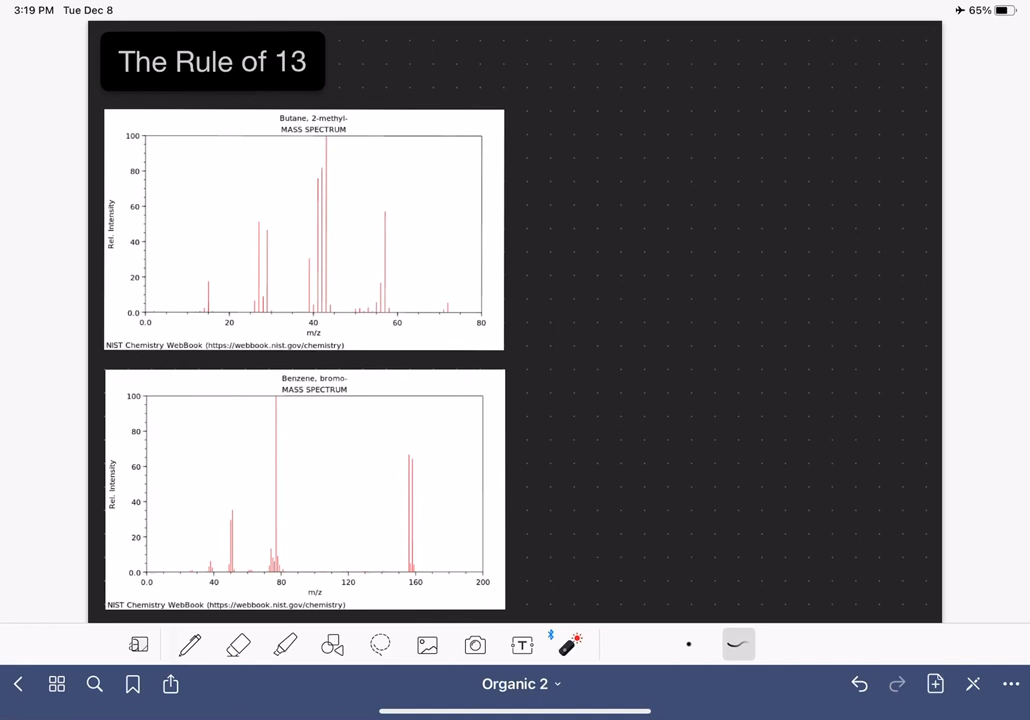 3:19 PM Tue Dec 8
65%
The Rule of 13
Butane, 2-methyl-
MASS SPECTRUM
100
80
60
40
20
0.0
Rel. Intensity
0.0 20 40 60 80
m/z
NIST Chemistry WebBook (https://webbook.nist.gov/chemistry)
Benzene, bromo-
MASS SPECTRUM
100
80
60
40
20
0.0
Rel. Intensity
0.0 40 80 120 160 200
m/z
NIST Chemistry WebBook (https://webbook.nist.gov/chemistry)
T
Organic 2